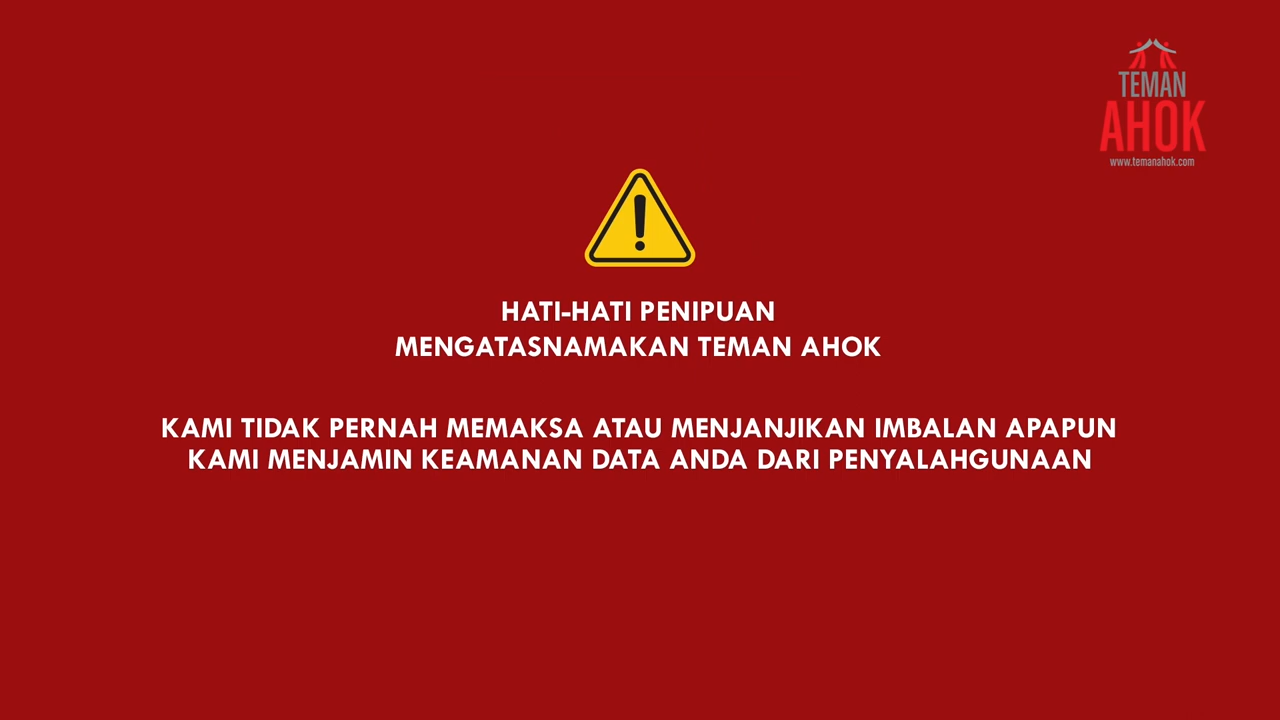 TEMAN
AHOK
www.temanahok.com
HATI-HATI PENIPUAN
MENGATASNAMAKAN TEMAN AHOK
KAMI TIDAK PERNAH MEMAKSA ATAU MENJANJIKAN IMBALAN APAPUN
KAMI MENJAMIN KEAMANAN DATA ANDA DARI PENYALAHGUNAAN